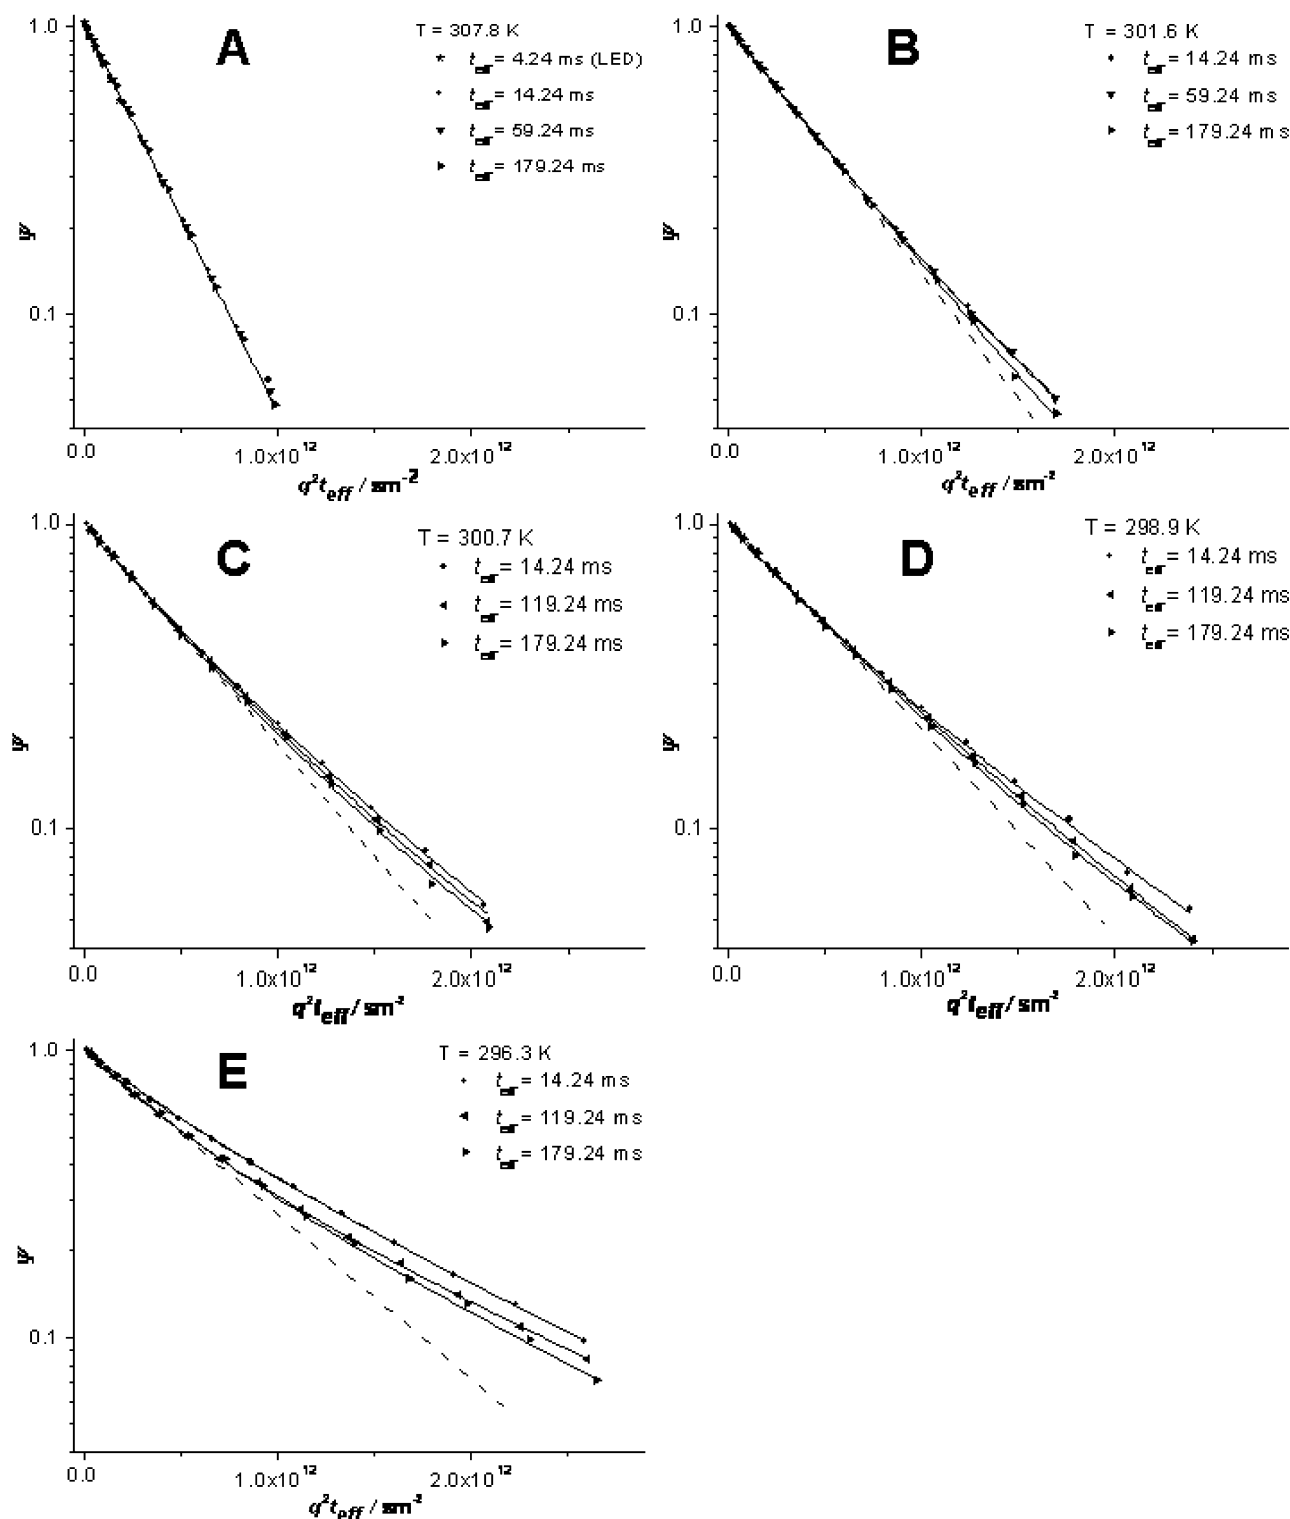 A
T = 307.8 K
t_eff = 4.24 ms (LED)
t_eff = 14.24 ms
t_eff = 59.24 ms
t_eff = 179.24 ms
1.0
0.1
Ψ
0.0 1.0x10^12 2.0x10^12
q²t_eff / sm⁻²
B
T = 301.6 K
t_eff = 14.24 ms
t_eff = 59.24 ms
t_eff = 179.24 ms
1.0
0.1
Ψ
0.0 1.0x10^12 2.0x10^12
q²t_eff / sm⁻²
C
T = 300.7 K
t_eff = 14.24 ms
t_eff = 119.24 ms
t_eff = 179.24 ms
1.0
0.1
Ψ
0.0 1.0x10^12 2.0x10^12
q²t_eff / sm⁻²
D
T = 298.9 K
t_eff = 14.24 ms
t_eff = 119.24 ms
t_eff = 179.24 ms
1.0
0.1
Ψ
0.0 1.0x10^12 2.0x10^12
q²t_eff / sm⁻²
E
T = 296.3 K
t_eff = 14.24 ms
t_eff = 119.24 ms
t_eff = 179.24 ms
1.0
0.1
Ψ
0.0 1.0x10^12 2.0x10^12
q²t_eff / sm⁻²